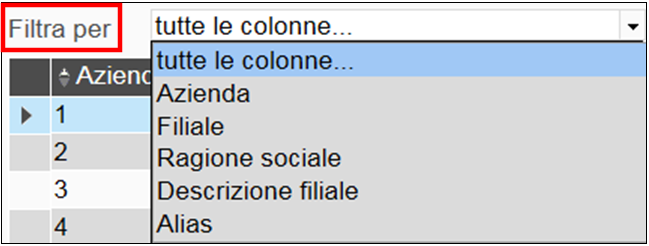 Filtra per tutte le colonne...
tutte le colonne...
Azienda
Filiale
Ragione sociale
Descrizione filiale
Alias
1
2
3
4